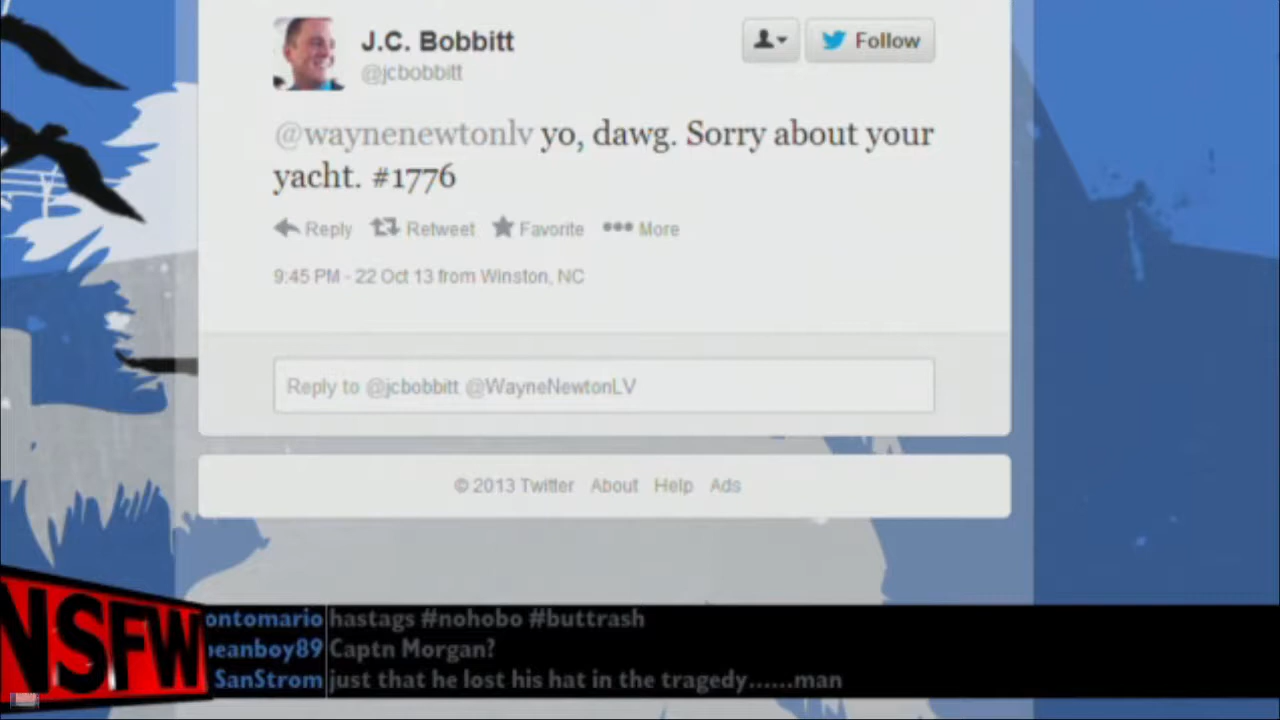 J.C. Bobbitt
Follow
@jcbobbitt
@waynenewtonlv yo, dawg. Sorry about your
yacht. #1776
Reply Retweet Favorite More
9:45 PM - 22 Oct 13 from Winston, NC
Reply to @jcbobbitt @WayneNewtonLV
© 2013 Twitter About Help Ads
NSFW
ontomario hastags #nohobo #buttrash
beanboy89 Captn Morgan?
SanStrom just that he lost his hat in the tragedy......man